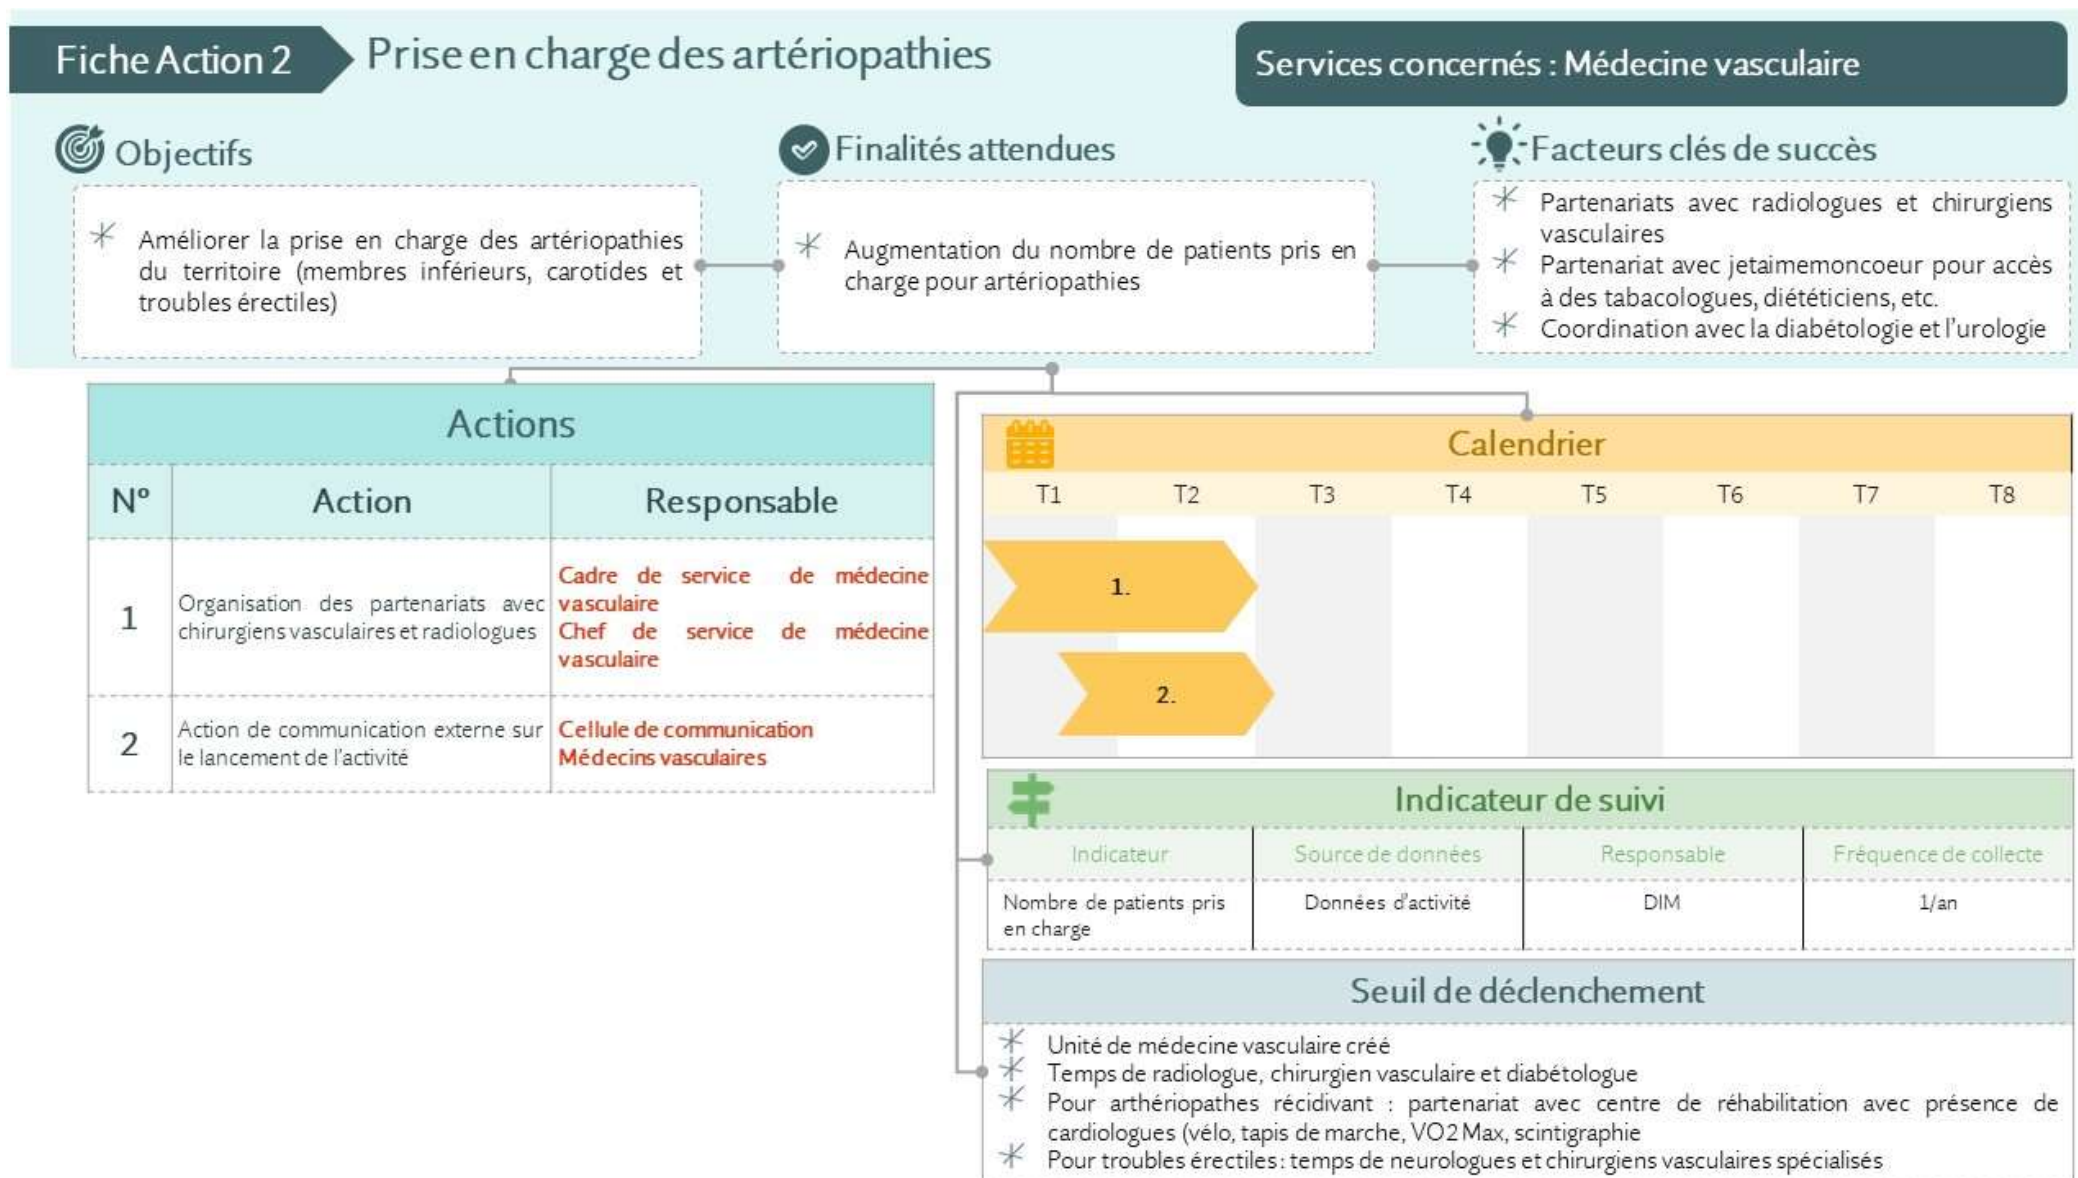 Fiche Action 2
Prise en charge des artériopathies
Services concernés : Médecine vasculaire
Objectifs
Améliorer la prise en charge des artériopathies
du territoire (membres inférieurs, carotides et
troubles érectiles)
Finalités attendues
Augmentation du nombre de patients pris en
charge pour artériopathies
Facteurs clés de succès
Partenariats avec radiologues et chirurgiens
vasculaires
Partenariat avec jetaimemoncoeur pour accès
à des tabacologues, diététiciens, etc.
Coordination avec la diabétologie et l'urologie
Actions
N° Action Responsable
1
Organisation des partenariats avec
chirurgiens vasculaires et radiologues
Cadre de service de médecine
vasculaire
Chef de service de médecine
vasculaire
2
Action de communication externe sur
le lancement de l'activité
Cellule de communication
Médecins vasculaires
Calendrier
T1 T2 T3 T4 T5 T6 T7 T8
1.
2.
Indicateur de suivi
Indicateur Source de données Responsable Fréquence de collecte
Nombre de patients pris
en charge
Données d'activité
DIM
1/an
Seuil de déclenchement
Unité de médecine vasculaire créé
Temps de radiologue, chirurgien vasculaire et diabétologue
Pour arthériopathes récidivant : partenariat avec centre de réhabilitation avec présence de
cardiologues (vélo, tapis de marche, VO2 Max, scintigraphie
Pour troubles érectiles : temps de neurologues et chirurgiens vasculaires spécialisés